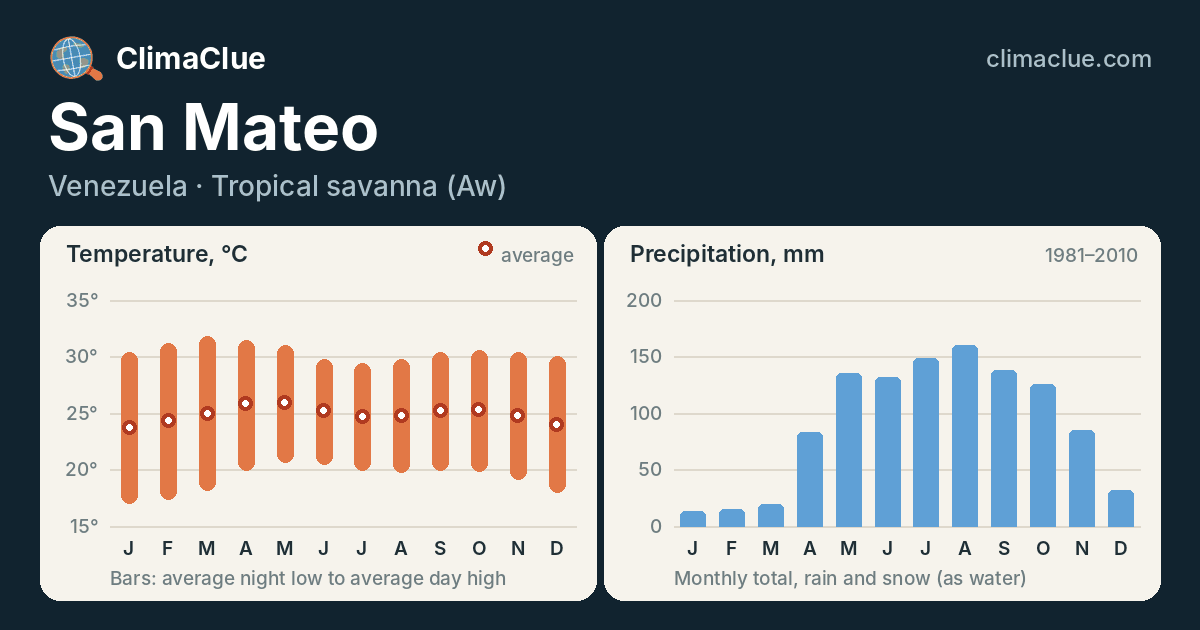 ClimaClue
climaclue.com
San Mateo
Venezuela · Tropical savanna (Aw)
Temperature, °C
average
35°
30°
25°
20°
15°
J F M A M J J A S O N D
Bars: average night low to average day high
Precipitation, mm
1981–2010
200
150
100
50
0
J F M A M J J A S O N D
Monthly total, rain and snow (as water)